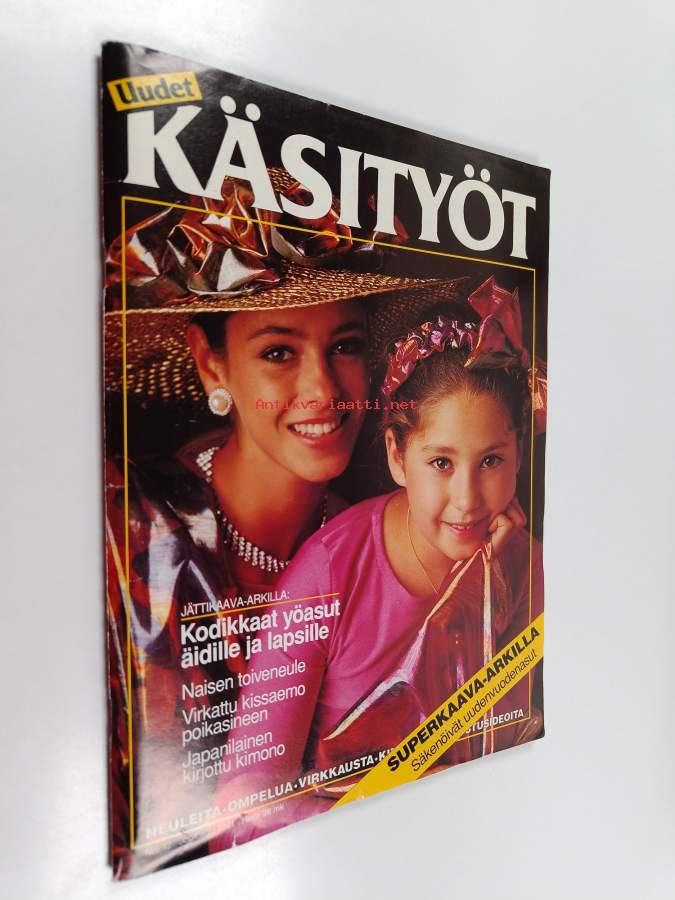 Uudet
KÄSITYÖT
Antikvariaatti.net
JÄTTIKAAVA-ARKILLA:
Kodikkaat yöasut
äidille ja lapsille
Naisen toiveneule
Virkattu kissaemo
poikasineen
Japanilainen
kirjottu kimono
SUPERKAAVA-ARKILLA
Säkenöivät uudenvuodenasut
NEULEITA•OMPELUA•VIRKKAUSTA